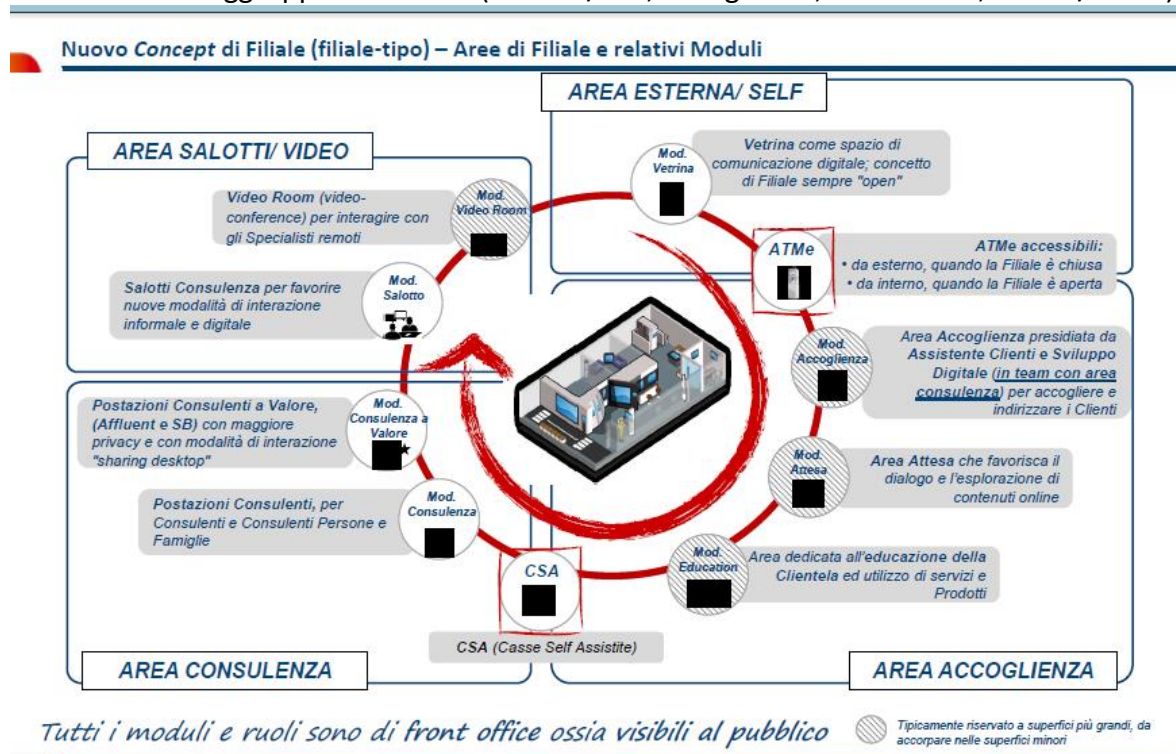 Nuovo Concept di Filiale (filiale-tipo) – Aree di Filiale e relativi Moduli
AREA ESTERNA/ SELF
Mod.
Vetrina
Vetrina come spazio di
comunicazione digitale; concetto
di Filiale sempre "open"
ATMe
ATMe accessibili:
• da esterno, quando la Filiale è chiusa
• da interno, quando la Filiale è aperta
AREA SALOTTI/ VIDEO
Mod.
Video Room
Video Room (video-
conference) per interagire con
gli Specialisti remoti
Mod.
Salotto
Salotti Consulenza per favorire
nuove modalità di interazione
informale e digitale
Mod.
Accoglienza
Area Accoglienza presidiata da
Assistente Clienti e Sviluppo
Digitale (in team con area
consulenza) per accogliere e
indirizzare i Clienti
Mod.
Attesa
Area Attesa che favorisca il
dialogo e l'esplorazione di
contenuti online
Mod.
Education
Area dedicata all'educazione della
Clientela ed utilizzo di servizi e
Prodotti
AREA ACCOGLIENZA
Mod.
Consulenza a
Valore
Postazioni Consulenti a Valore,
(Affluent e SB) con maggiore
privacy e con modalità di interazione
"sharing desktop"
Mod.
Consulenza
Postazioni Consulenti, per
Consulenti e Consulenti Persone e
Famiglie
CSA
CSA (Casse Self Assistite)
AREA CONSULENZA
Tutti i moduli e ruoli sono di front office ossia visibili al pubblico
Tipicamente riservato a superfici più grandi, da
accorpare nelle superfici minori